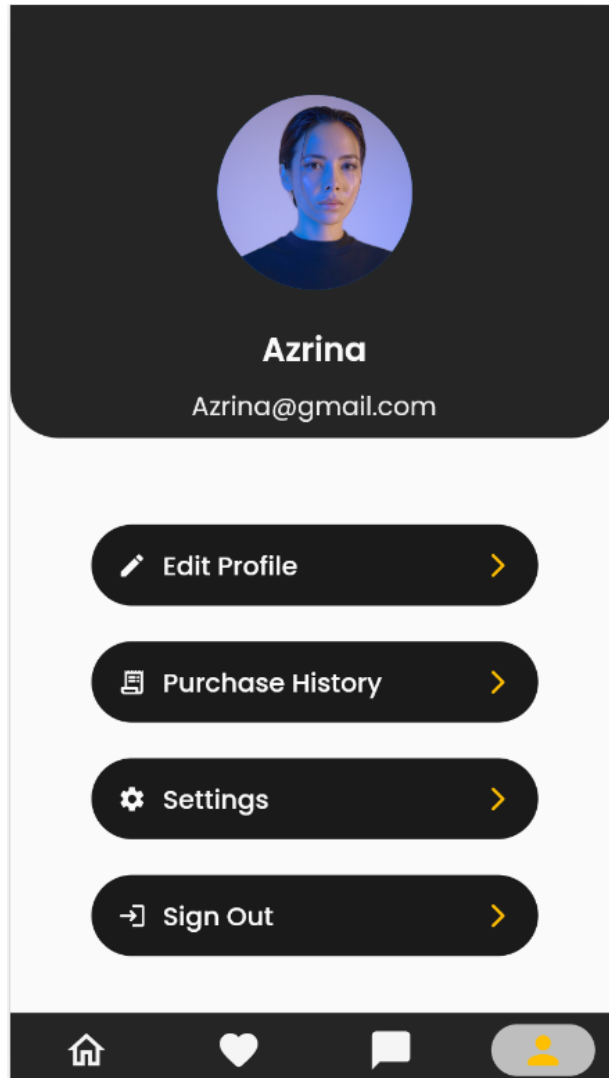 Azrina
Azrina@gmail.com
Edit Profile
Purchase History
Settings
Sign Out